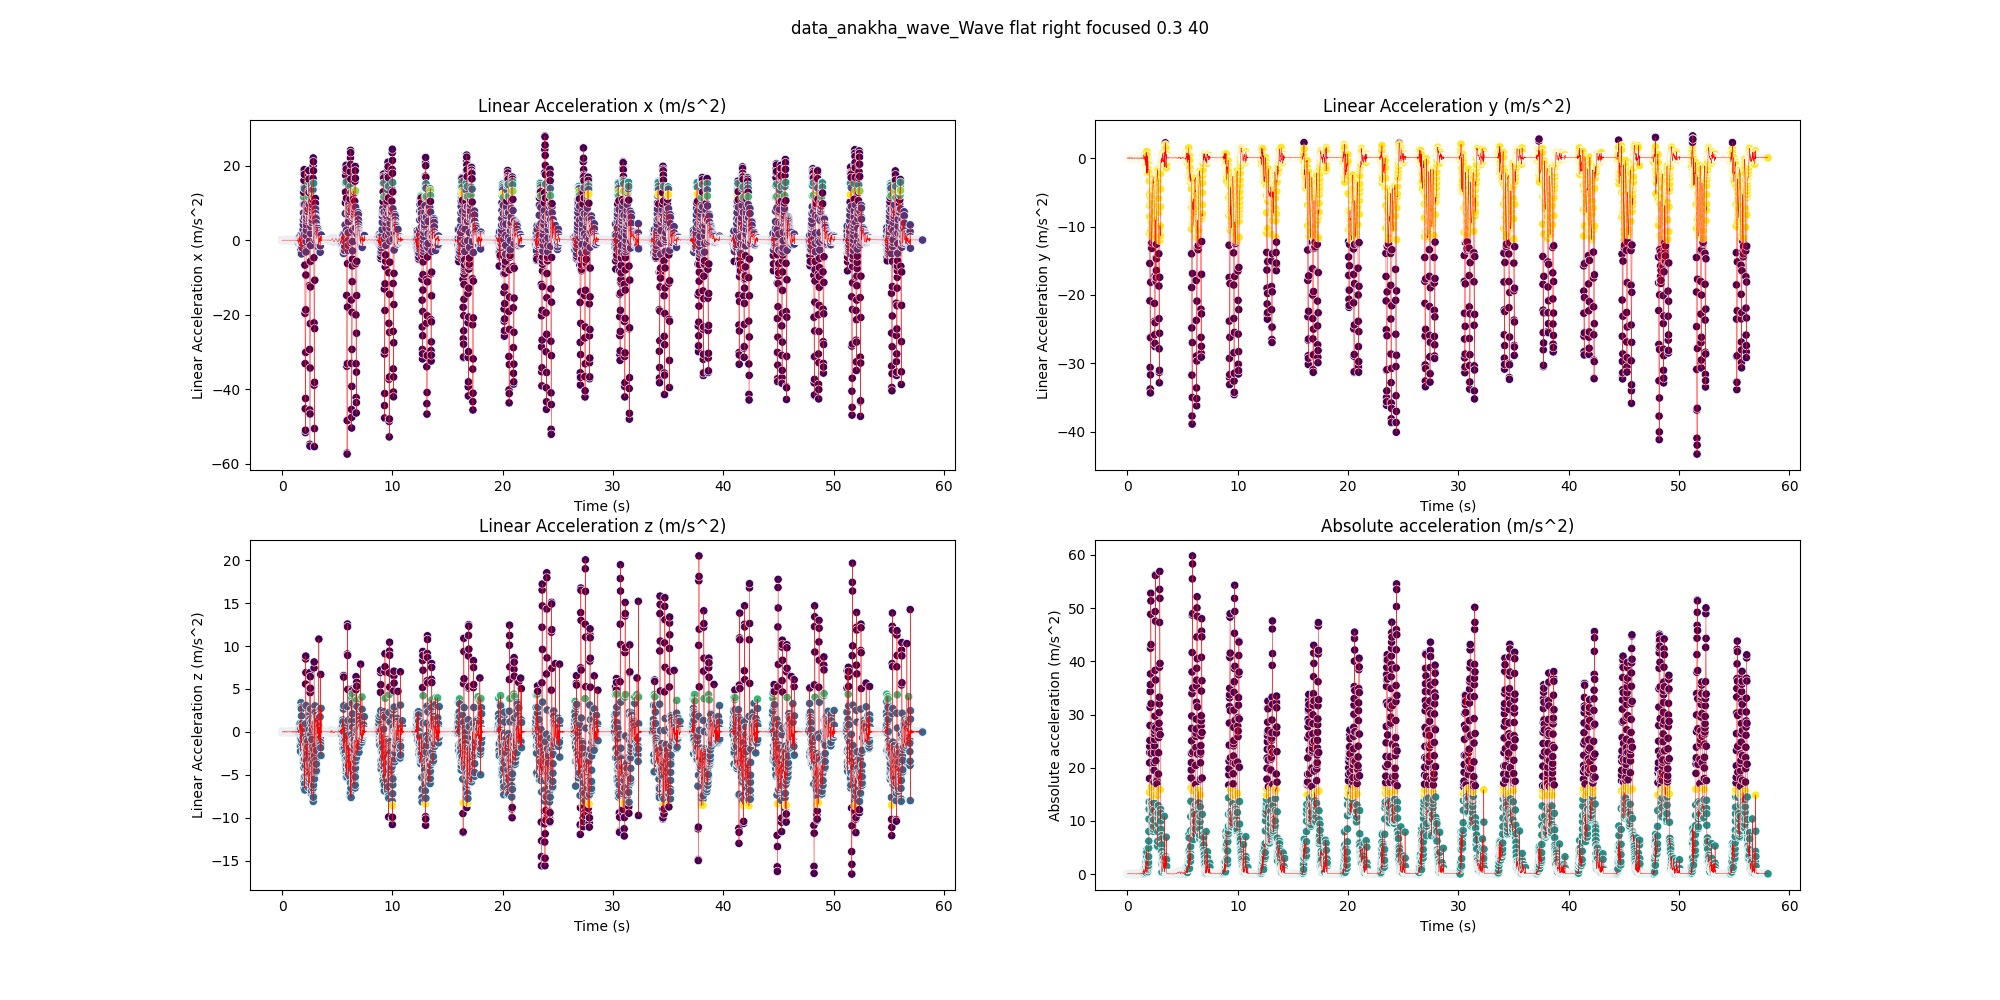 data_anakha_wave_Wave flat right focused 0.3 40
Linear Acceleration x (m/s^2)
Linear Acceleration x (m/s^2)
20
0
−20
−40
−60
0 10 20 30 40 50 60
Time (s)
Linear Acceleration y (m/s^2)
Linear Acceleration y (m/s^2)
0
−10
−20
−30
−40
0 10 20 30 40 50 60
Time (s)
Linear Acceleration z (m/s^2)
Linear Acceleration z (m/s^2)
20
15
10
5
0
−5
−10
−15
0 10 20 30 40 50 60
Time (s)
Absolute acceleration (m/s^2)
Absolute acceleration (m/s^2)
60
50
40
30
20
10
0
0 10 20 30 40 50 60
Time (s)